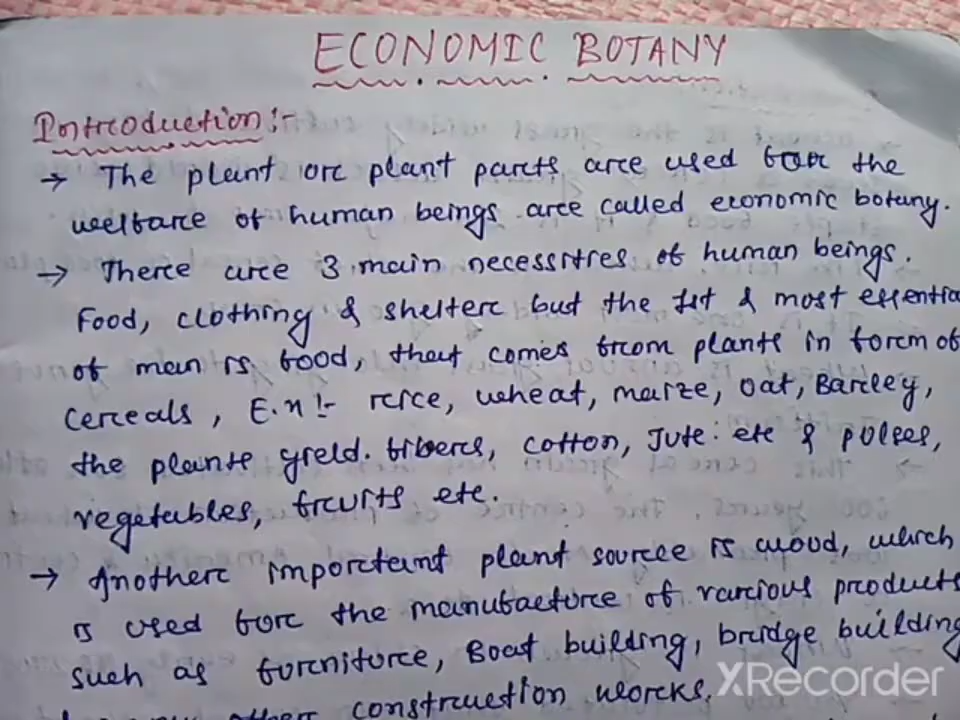 ECONOMIC BOTANY
Introduction:-
→ The plant or plant parts are used for the
welfare of human beings are called economic botany.
→ There are 3 main necessities of human beings.
Food, clothing & shelter but the 1st & most essentia
of man is food, that comes from plants in form of
cereals, E.x:- rice, wheat, maize, oat, Barley,
the plants yield. fibers, cotton, Jute. etc & pulses,
vegetables, fruits etc.
→ Another important plant source is wood, which
is used for the manufacture of various products
such as furniture, Boat building, bridge building
other construction works.
XRecorder